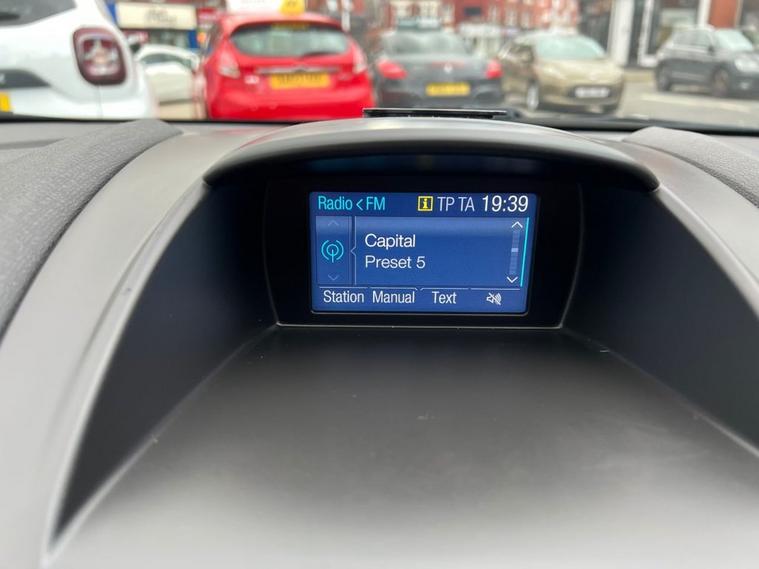 Radio < FM i TP TA 19:39
Capital
Preset 5
Station Manual Text